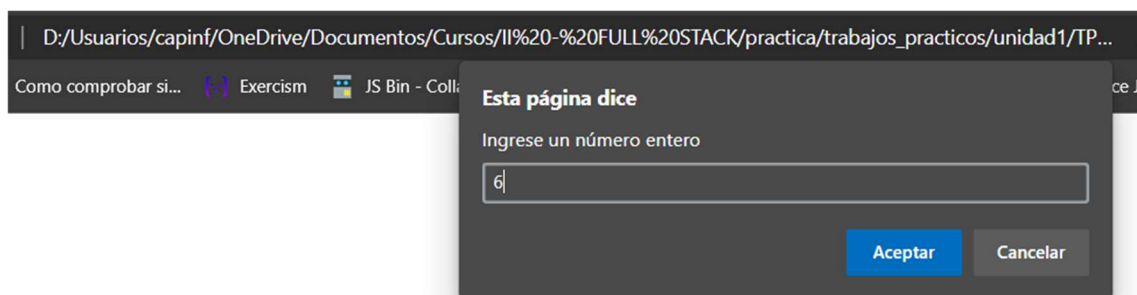 D:/Usuarios/capinf/OneDrive/Documentos/Cursos/II%20-%20FULL%20STACK/practica/trabajos_practicos/unidad1/TP...
Como comprobar si... Exercism JS Bin - Coll
Esta página dice
Ingrese un número entero
6
Aceptar Cancelar